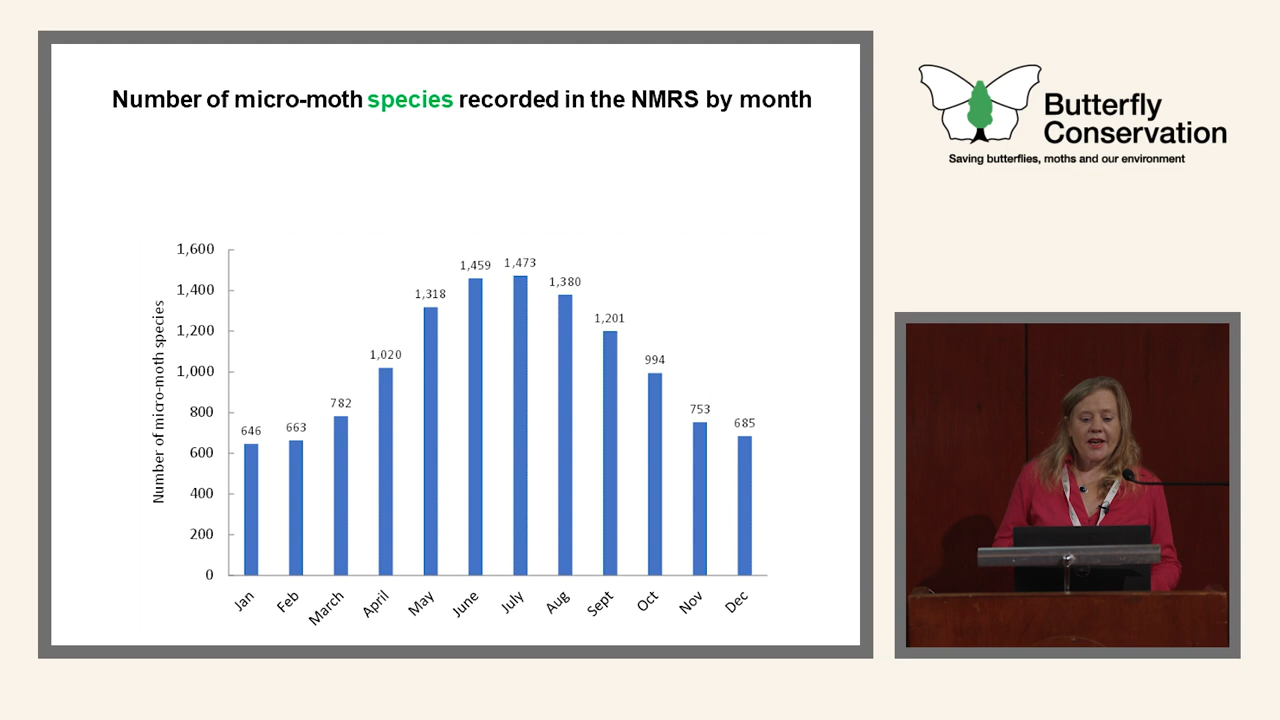 Number of micro-moth species recorded in the NMRS by month
Number of micro-moth species
1,600
1,400
1,200
1,000
800
600
400
200
0
646
663
782
1,020
1,318
1,459
1,473
1,380
1,201
994
753
685
Jan
Feb
March
April
May
June
July
Aug
Sept
Oct
Nov
Dec
Butterfly
Conservation
Saving butterflies, moths and our environment